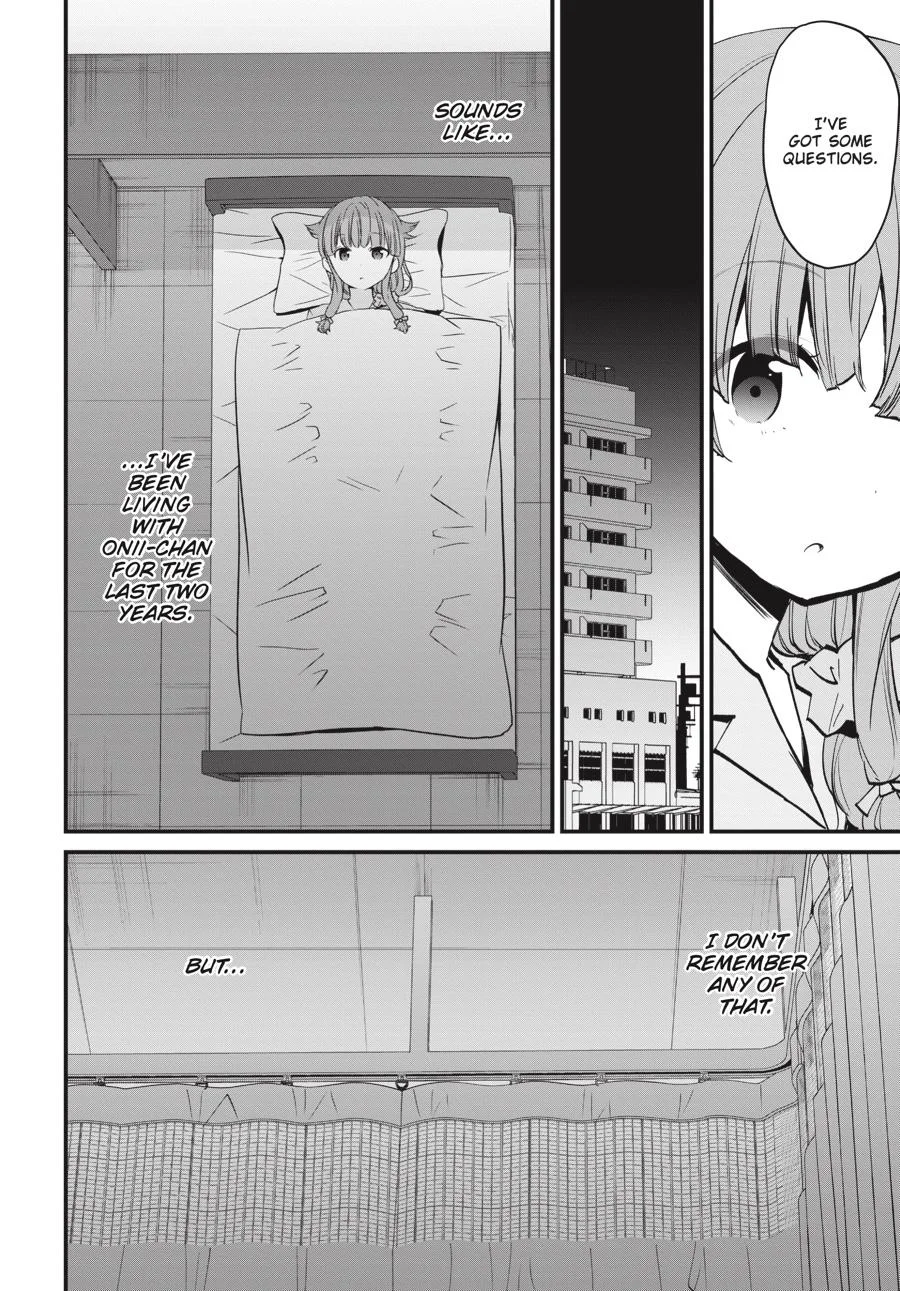 I'VE
GOT SOME
QUESTIONS.
SOUNDS
LIKE...
...I'VE
BEEN
LIVING
WITH
ONII-CHAN
FOR THE
LAST TWO
YEARS.
I DON'T
REMEMBER
ANY OF
THAT.
BUT...